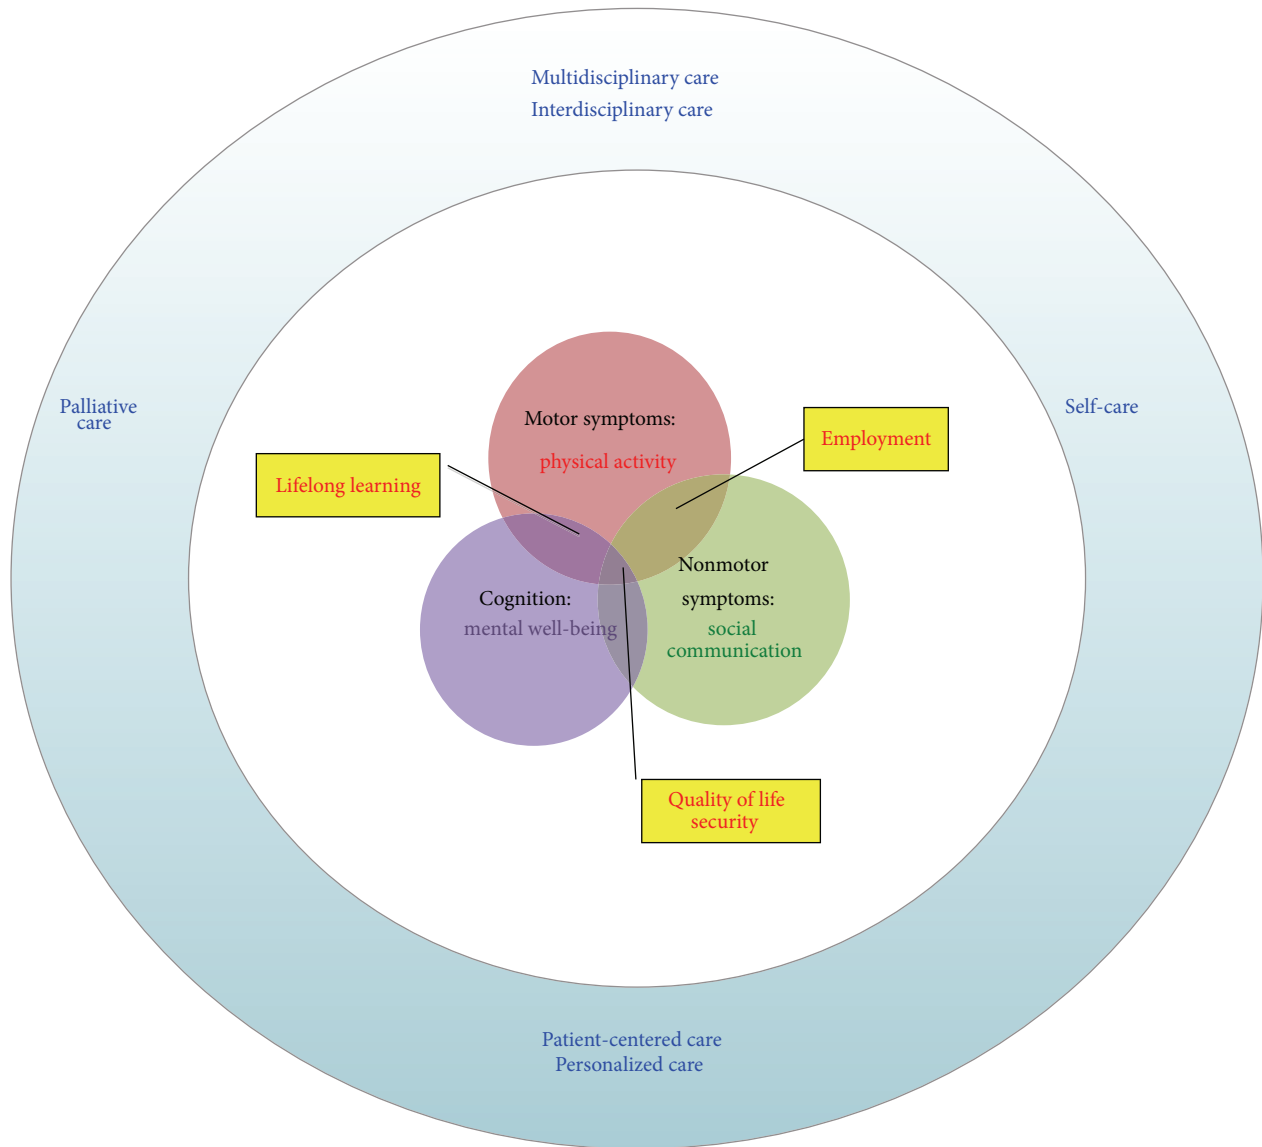 Multidisciplinary care
Interdisciplinary care
Palliative
care
Self-care
Motor symptoms:
physical activity
Employment
Lifelong learning
Nonmotor
symptoms:
social
communication
Cognition:
mental well-being
Quality of life
security
Patient-centered care
Personalized care